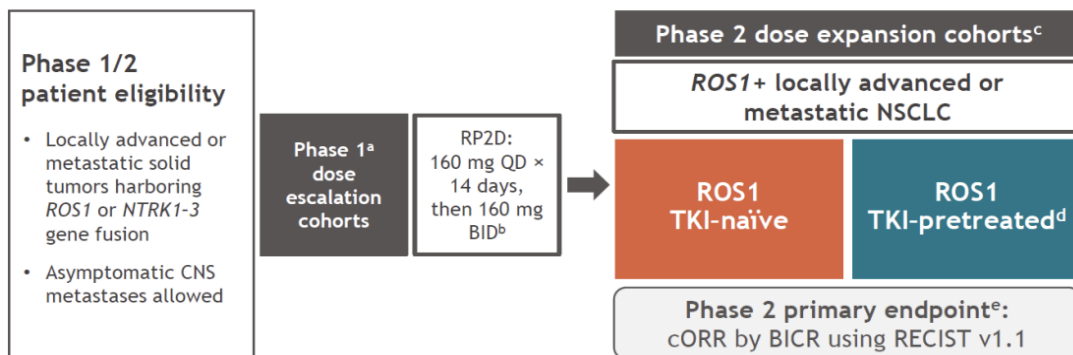 Phase 1/2
patient eligibility
• Locally advanced or
metastatic solid
tumors harboring
ROS1 or NTRK1-3
gene fusion
• Asymptomatic CNS
metastases allowed
Phase 1ᵃ
dose
escalation
cohorts
RP2D:
160 mg QD ×
14 days,
then 160 mg
BIDᵇ
Phase 2 dose expansion cohortsᶜ
ROS1+ locally advanced or
metastatic NSCLC
ROS1
TKI-naïve
ROS1
TKI-pretreatedᵈ
Phase 2 primary endpointᵉ:
cORR by BICR using RECIST v1.1